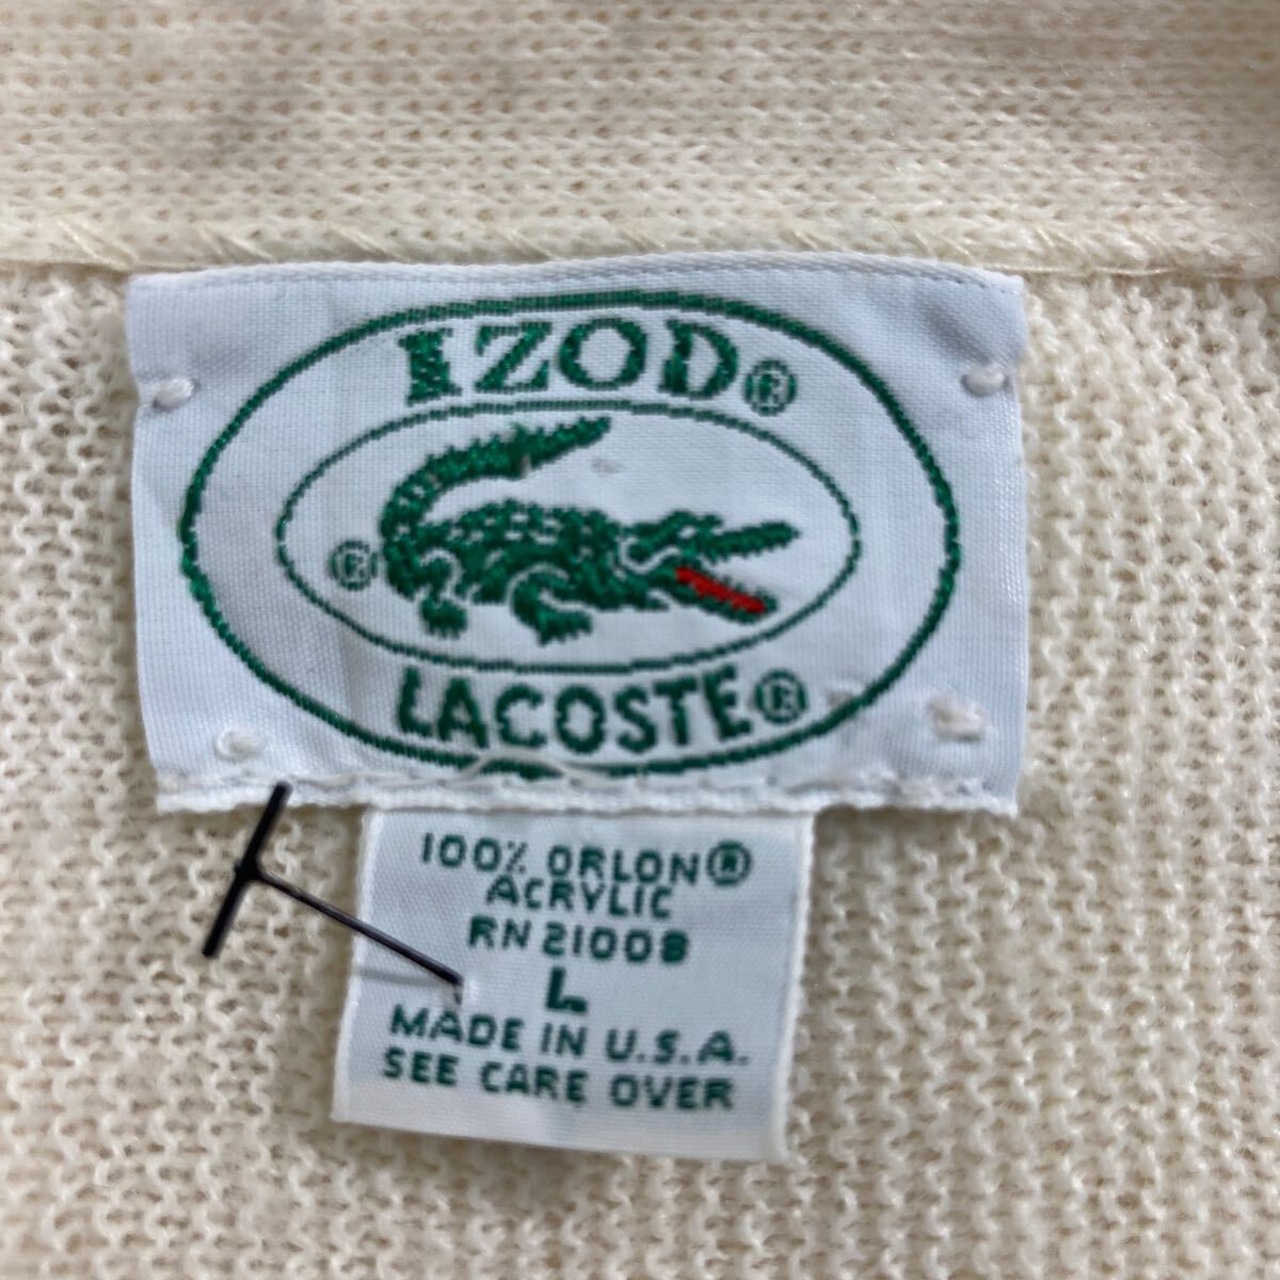 IZOD®
®
LACOSTE®
100% ORLON®
ACRYLIC
RN 21008
L
MADE IN U.S.A.
SEE CARE OVER